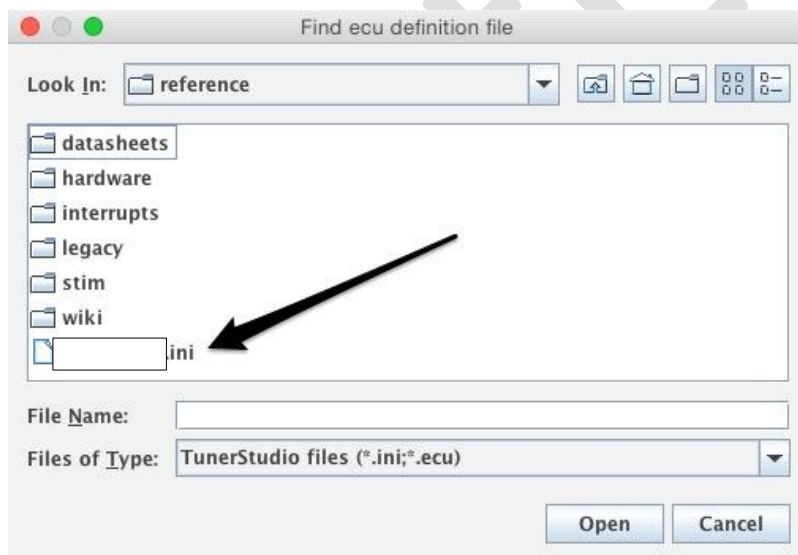 Find ecu definition file
Look In: reference
datasheets
hardware
interrupts
legacy
stim
wiki
.ini
File Name:
Files of Type: TunerStudio files (*.ini;*.ecu)
Open Cancel